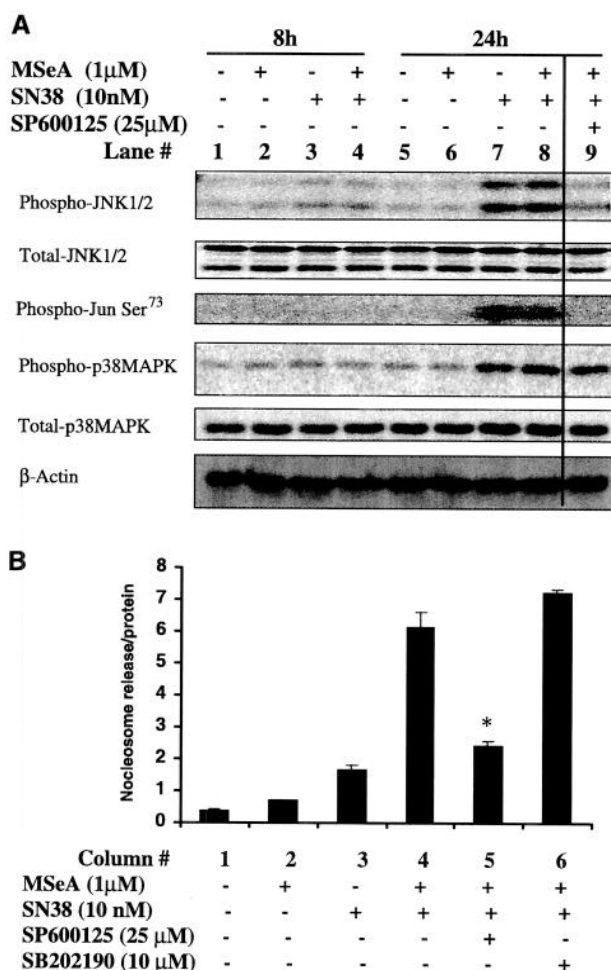 A
8h 24h
MSeA (1µM) - + - + - + - + +
SN38 (10nM) - - + + - - + + +
SP600125 (25µM) - - - - - - - - +
Lane # 1 2 3 4 5 6 7 8 9
Phospho-JNK1/2
Total-JNK1/2
Phospho-Jun Ser73
Phospho-p38MAPK
Total-p38MAPK
β-Actin
B
Nocleosome release/protein
8
7
6
5
4
3
2
1
0
*
Column # 1 2 3 4 5 6
MSeA (1µM) - + - + + +
SN38 (10 nM) - - + + + +
SP600125 (25 µM) - - - - + -
SB202190 (10 µM) - - - - - +